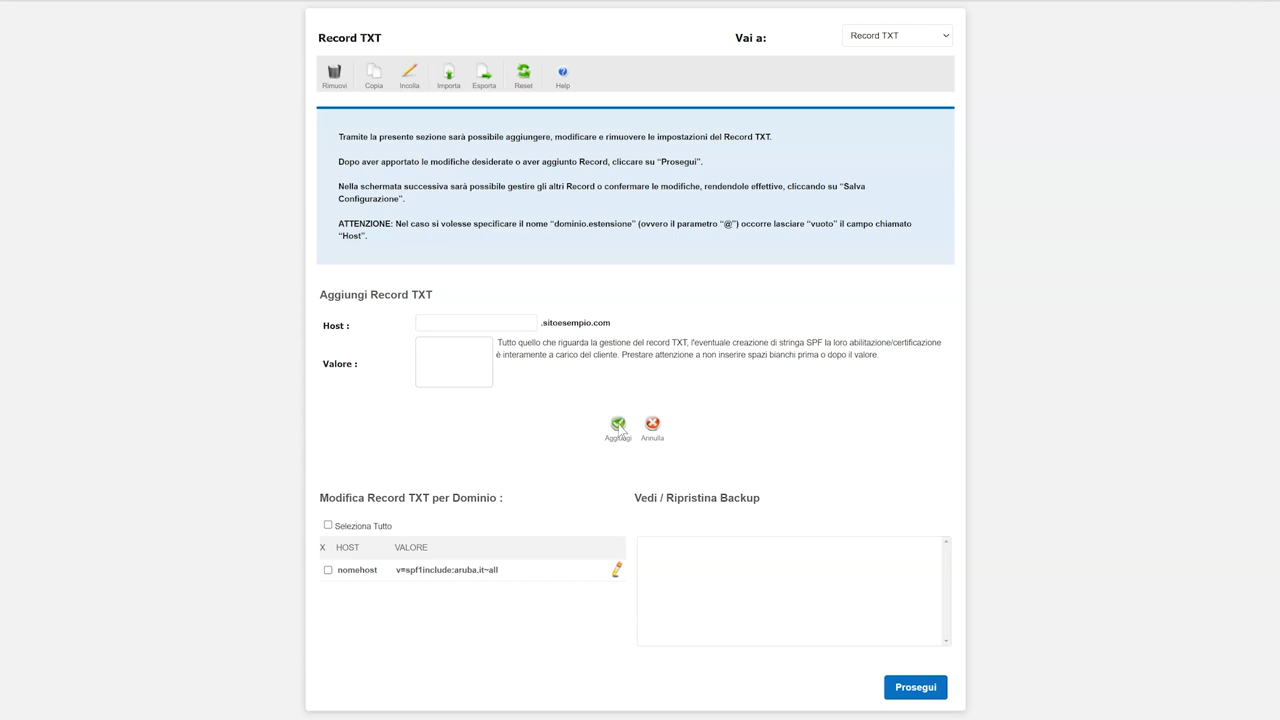 Record TXT
Vai a:
Record TXT
Rimuovi
Copia
Incolla
Importa
Esporta
Reset
Help
Tramite la presente sezione sarà possibile aggiungere, modificare e rimuovere le impostazioni del Record TXT.
Dopo aver apportato le modifiche desiderate o aver aggiunto Record, cliccare su “Prosegui”.
Nella schermata successiva sarà possibile gestire gli altri Record o confermare le modifiche, rendendole effettive, cliccando su “Salva
Configurazione”.
ATTENZIONE: Nel caso si volesse specificare il nome “dominio.estensione” (ovvero il parametro “@”) occorre lasciare “vuoto” il campo chiamato
“Host”.
Aggiungi Record TXT
Host :
.sitoesempio.com
Valore :
Tutto quello che riguarda la gestione del record TXT, l'eventuale creazione di stringa SPF la loro abilitazione/certificazione
è interamente a carico del cliente. Prestare attenzione a non inserire spazi bianchi prima o dopo il valore.
Aggiungi
Annulla
Modifica Record TXT per Dominio :
Seleziona Tutto
X HOST VALORE
nomehost v=spf1include:aruba.it~all
Vedi / Ripristina Backup
Prosegui